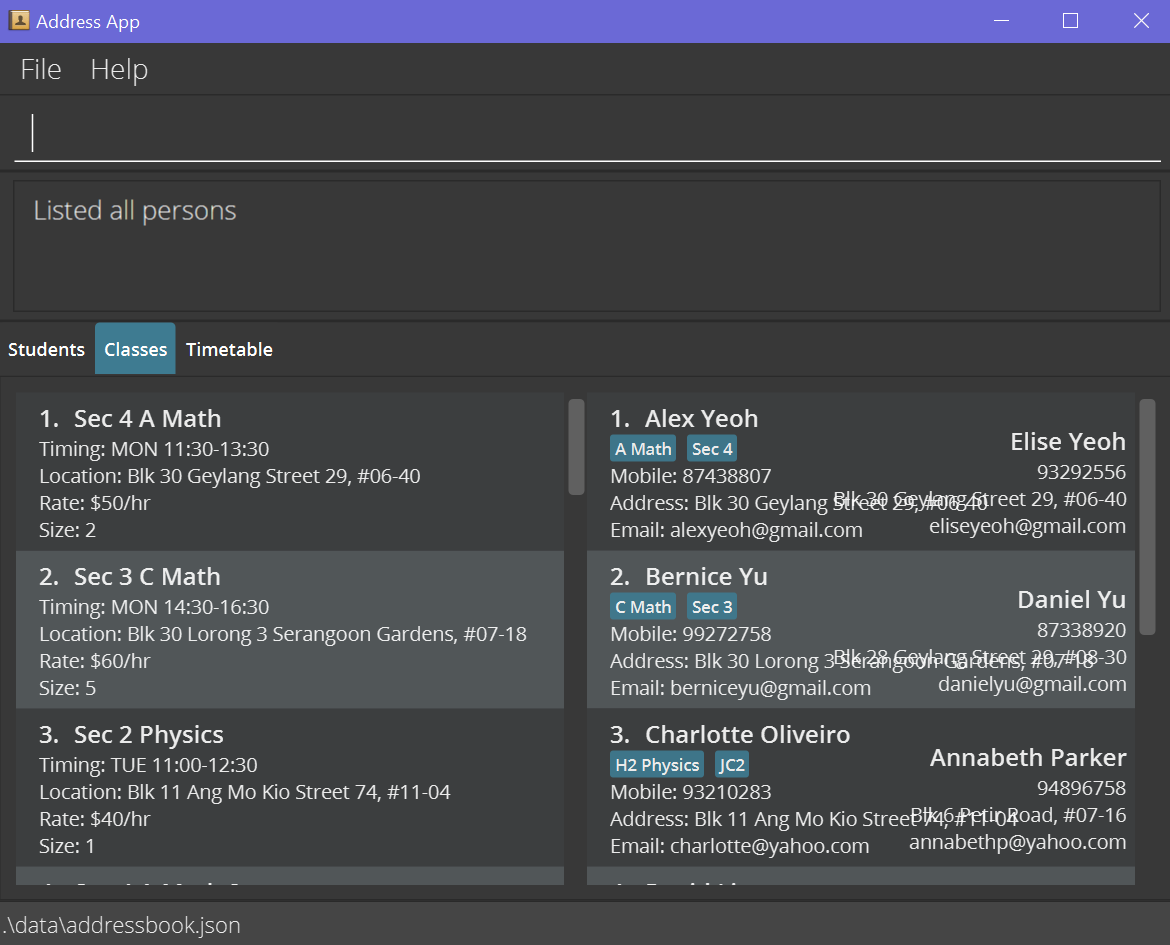 Address App
File Help
Listed all persons
Students Classes Timetable
1. Sec 4 A Math
Timing: MON 11:30-13:30
Location: Blk 30 Geylang Street 29, #06-40
Rate: $50/hr
Size: 2
2. Sec 3 C Math
Timing: MON 14:30-16:30
Location: Blk 30 Lorong 3 Serangoon Gardens, #07-18
Rate: $60/hr
Size: 5
3. Sec 2 Physics
Timing: TUE 11:00-12:30
Location: Blk 11 Ang Mo Kio Street 74, #11-04
Rate: $40/hr
Size: 1
1. Alex Yeoh
A Math Sec 4
Mobile: 87438807
Address: Blk 30 Geylang Street 29, #06-40
Email: alexyeoh@gmail.com
Elise Yeoh
93292556
Blk 30 Geylang Street 29, #06-40
eliseyeoh@gmail.com
2. Bernice Yu
C Math Sec 3
Mobile: 99272758
Address: Blk 30 Lorong 3 Serangoon Gardens, #07-18
Email: berniceyu@gmail.com
Daniel Yu
87338920
Blk 28 Geylang Street 29, #08-30
danielyu@gmail.com
3. Charlotte Oliveiro
H2 Physics JC2
Mobile: 93210283
Address: Blk 11 Ang Mo Kio Street 74, #11-04
Email: charlotte@yahoo.com
Annabeth Parker
94896758
Blk 6 Petir Road, #07-16
annabethp@yahoo.com
.\data\addressbook.json